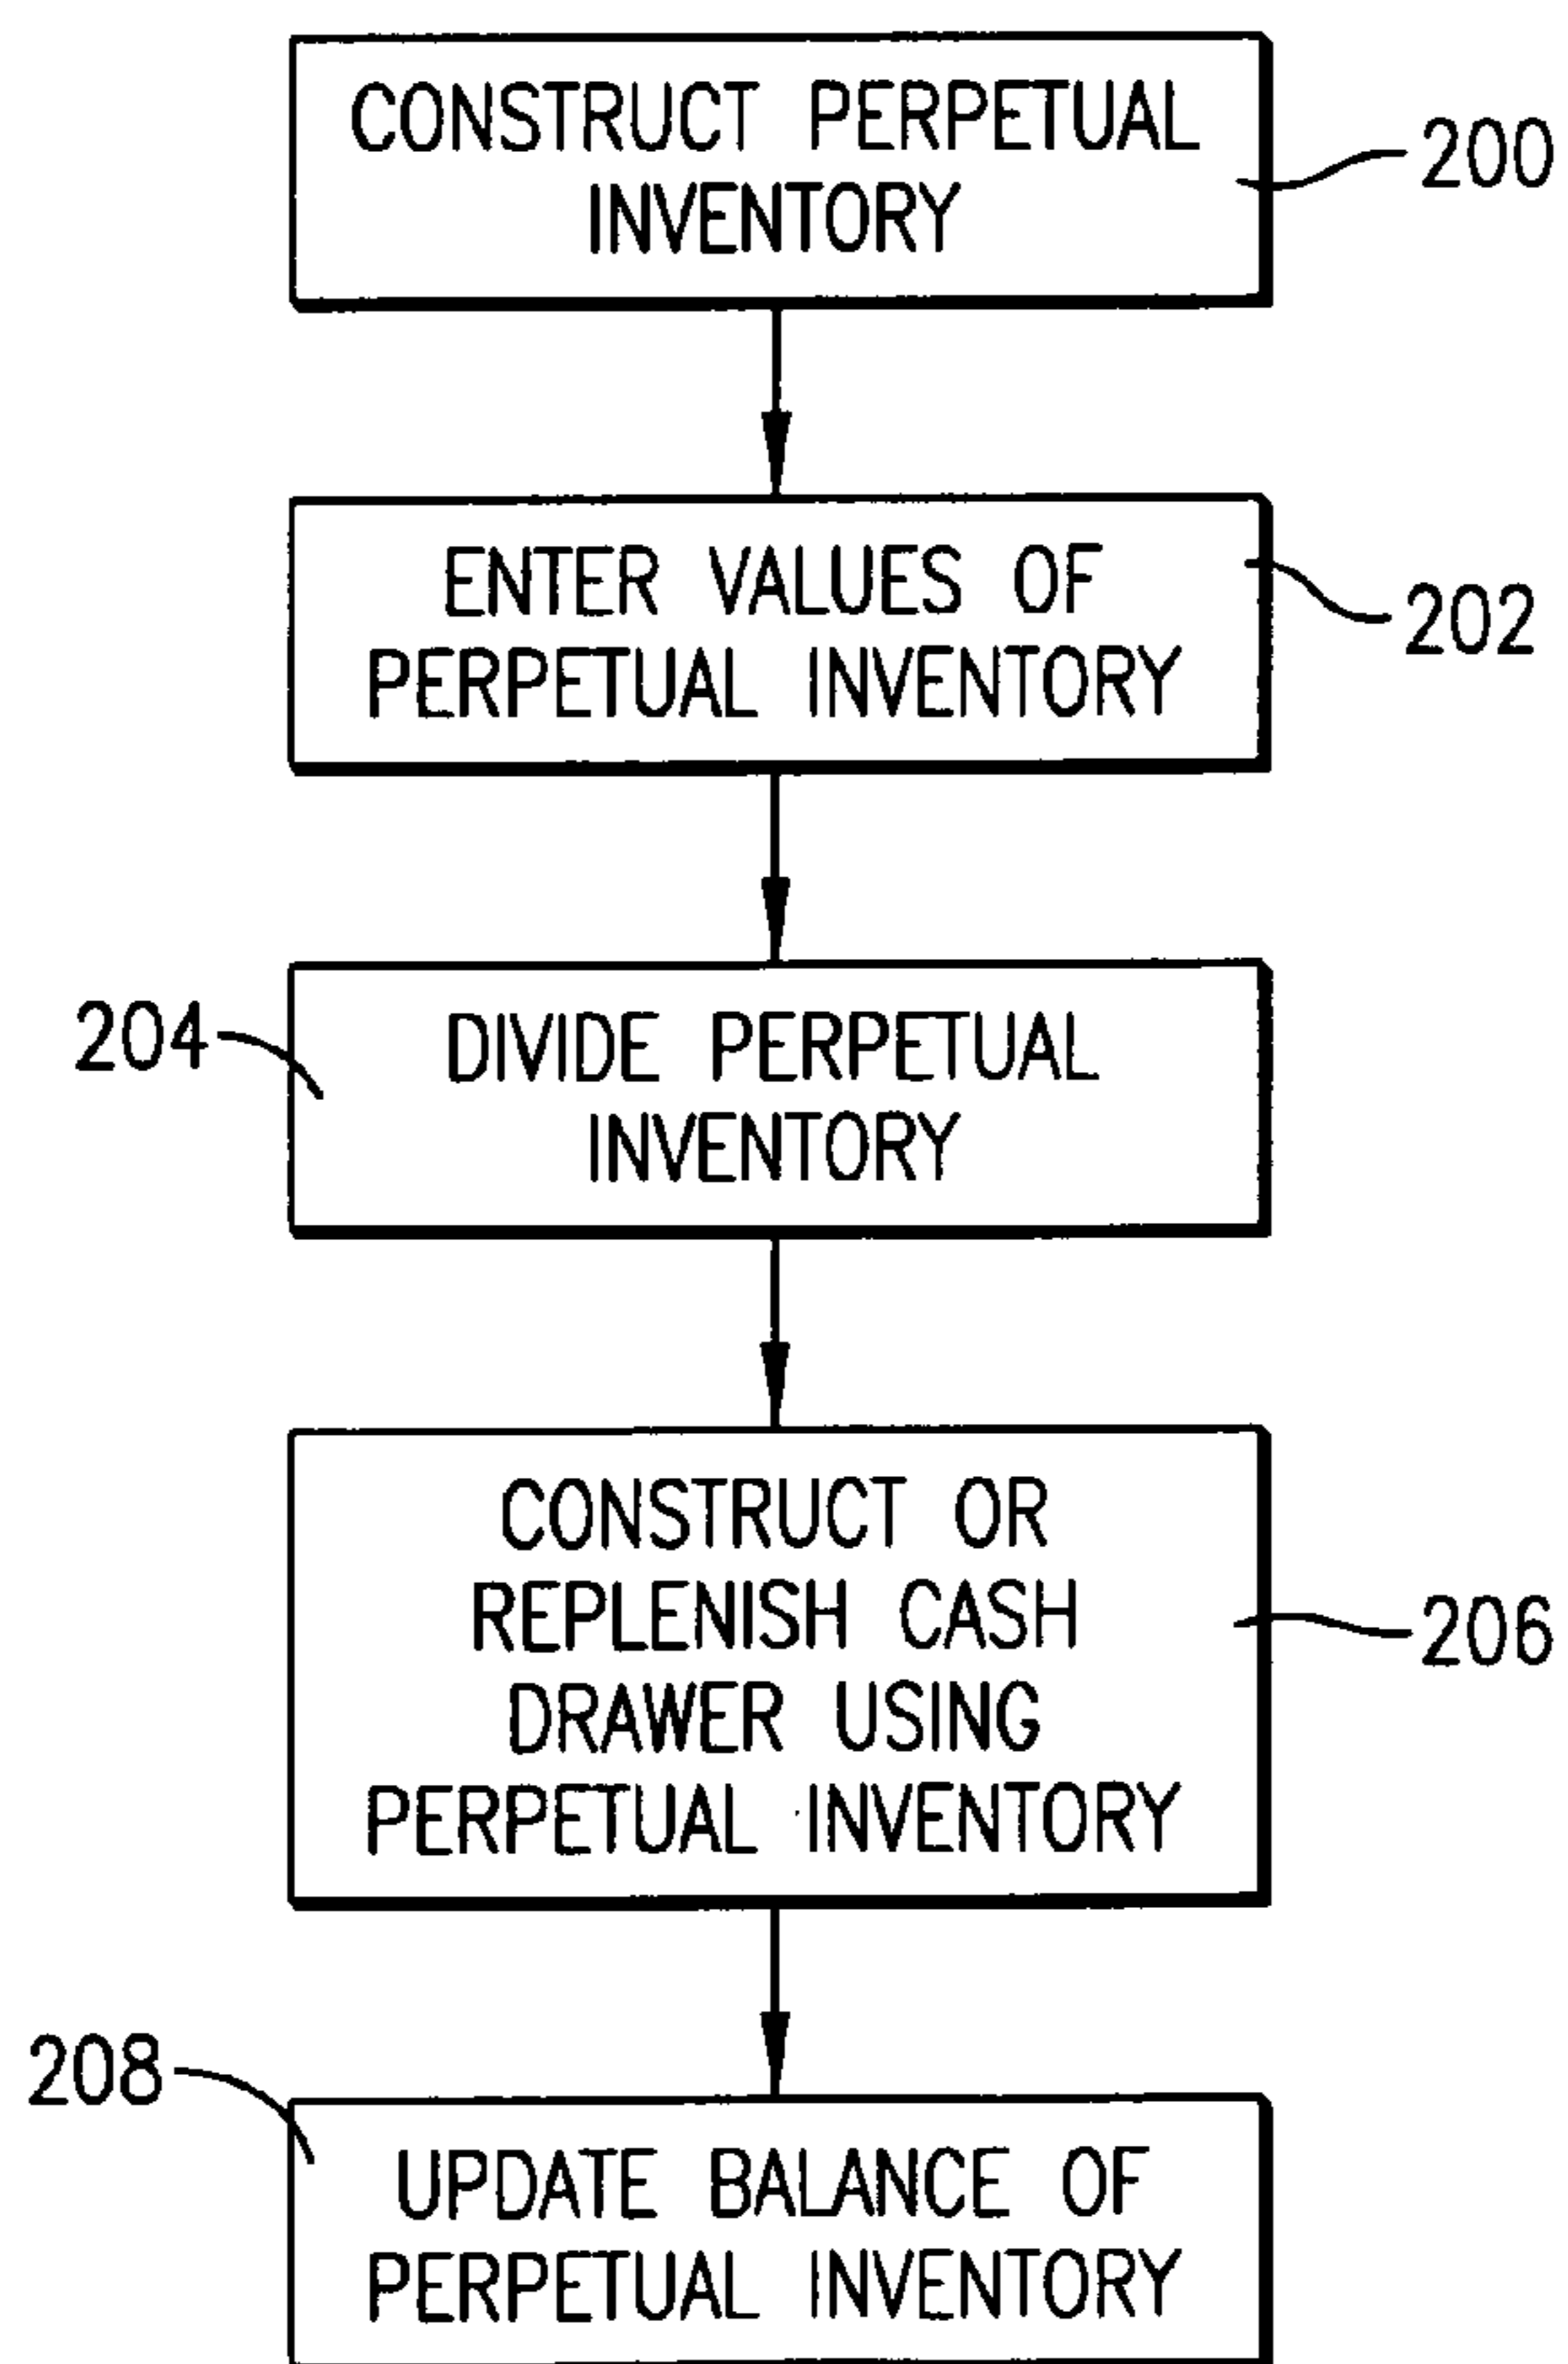 CONSTRUCT PERPETUAL
INVENTORY
200
ENTER VALUES OF
PERPETUAL INVENTORY
202
204
DIVIDE PERPETUAL
INVENTORY
CONSTRUCT OR
REPLENISH CASH
DRAWER USING
PERPETUAL INVENTORY
206
208
UPDATE BALANCE OF
PERPETUAL INVENTORY